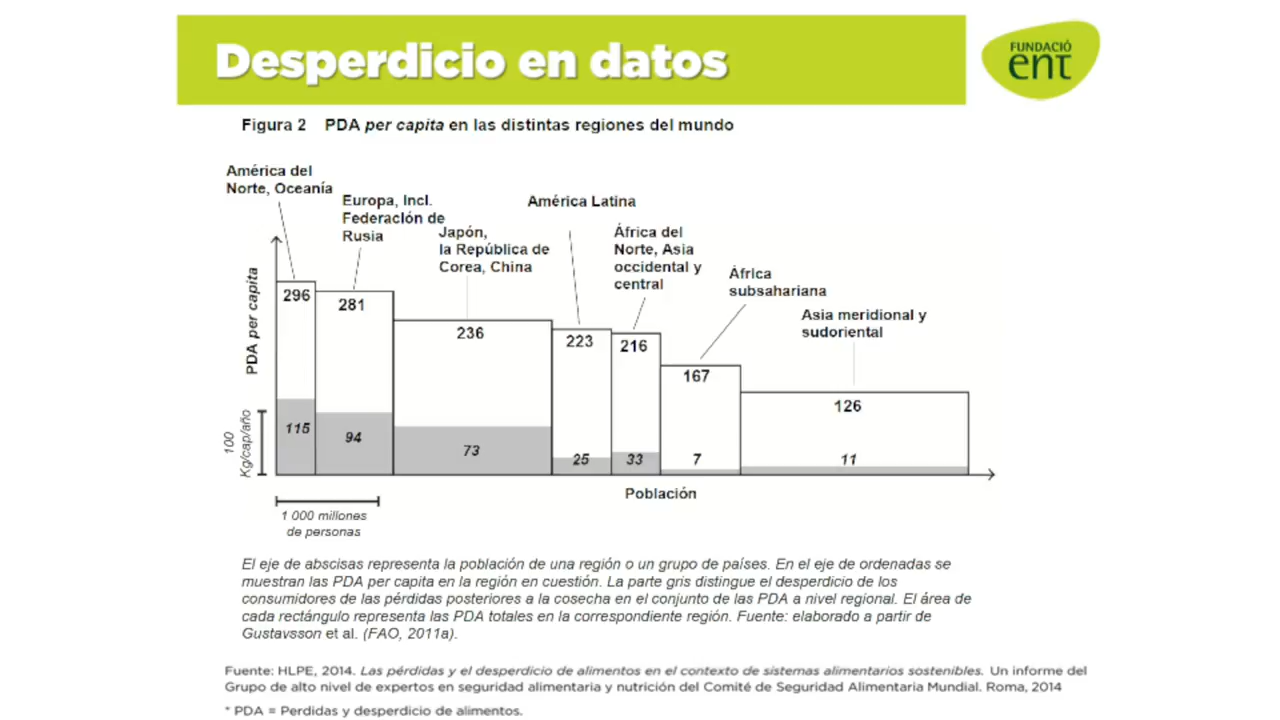 Desperdicio en datos
FUNDACIÓ
ent
Figura 2 PDA per capita en las distintas regiones del mundo
América del
Norte, Oceanía
Europa, Incl.
Federación de
Rusia
Japón,
la República de
Corea, China
América Latina
África del
Norte, Asia
occidental y
central
África
subsahariana
Asia meridional y
sudoriental
PDA per capita
100
Kg/cap/año
296
281
236
223
216
167
126
115
94
73
25
33
7
11
Población
1 000 millones
de personas
El eje de abscisas representa la población de una región o un grupo de países. En el eje de ordenadas se
muestran las PDA per capita en la región en cuestión. La parte gris distingue el desperdicio de los
consumidores de las pérdidas posteriores a la cosecha en el conjunto de las PDA a nivel regional. El área de
cada rectángulo representa las PDA totales en la correspondiente región. Fuente: elaborado a partir de
Gustavsson et al. (FAO, 2011a).
Fuente: HLPE, 2014. Las pérdidas y el desperdicio de alimentos en el contexto de sistemas alimentarios sostenibles. Un informe del
Grupo de alto nivel de expertos en seguridad alimentaria y nutrición del Comité de Seguridad Alimentaria Mundial. Roma, 2014
* PDA = Perdidas y desperdicio de alimentos.